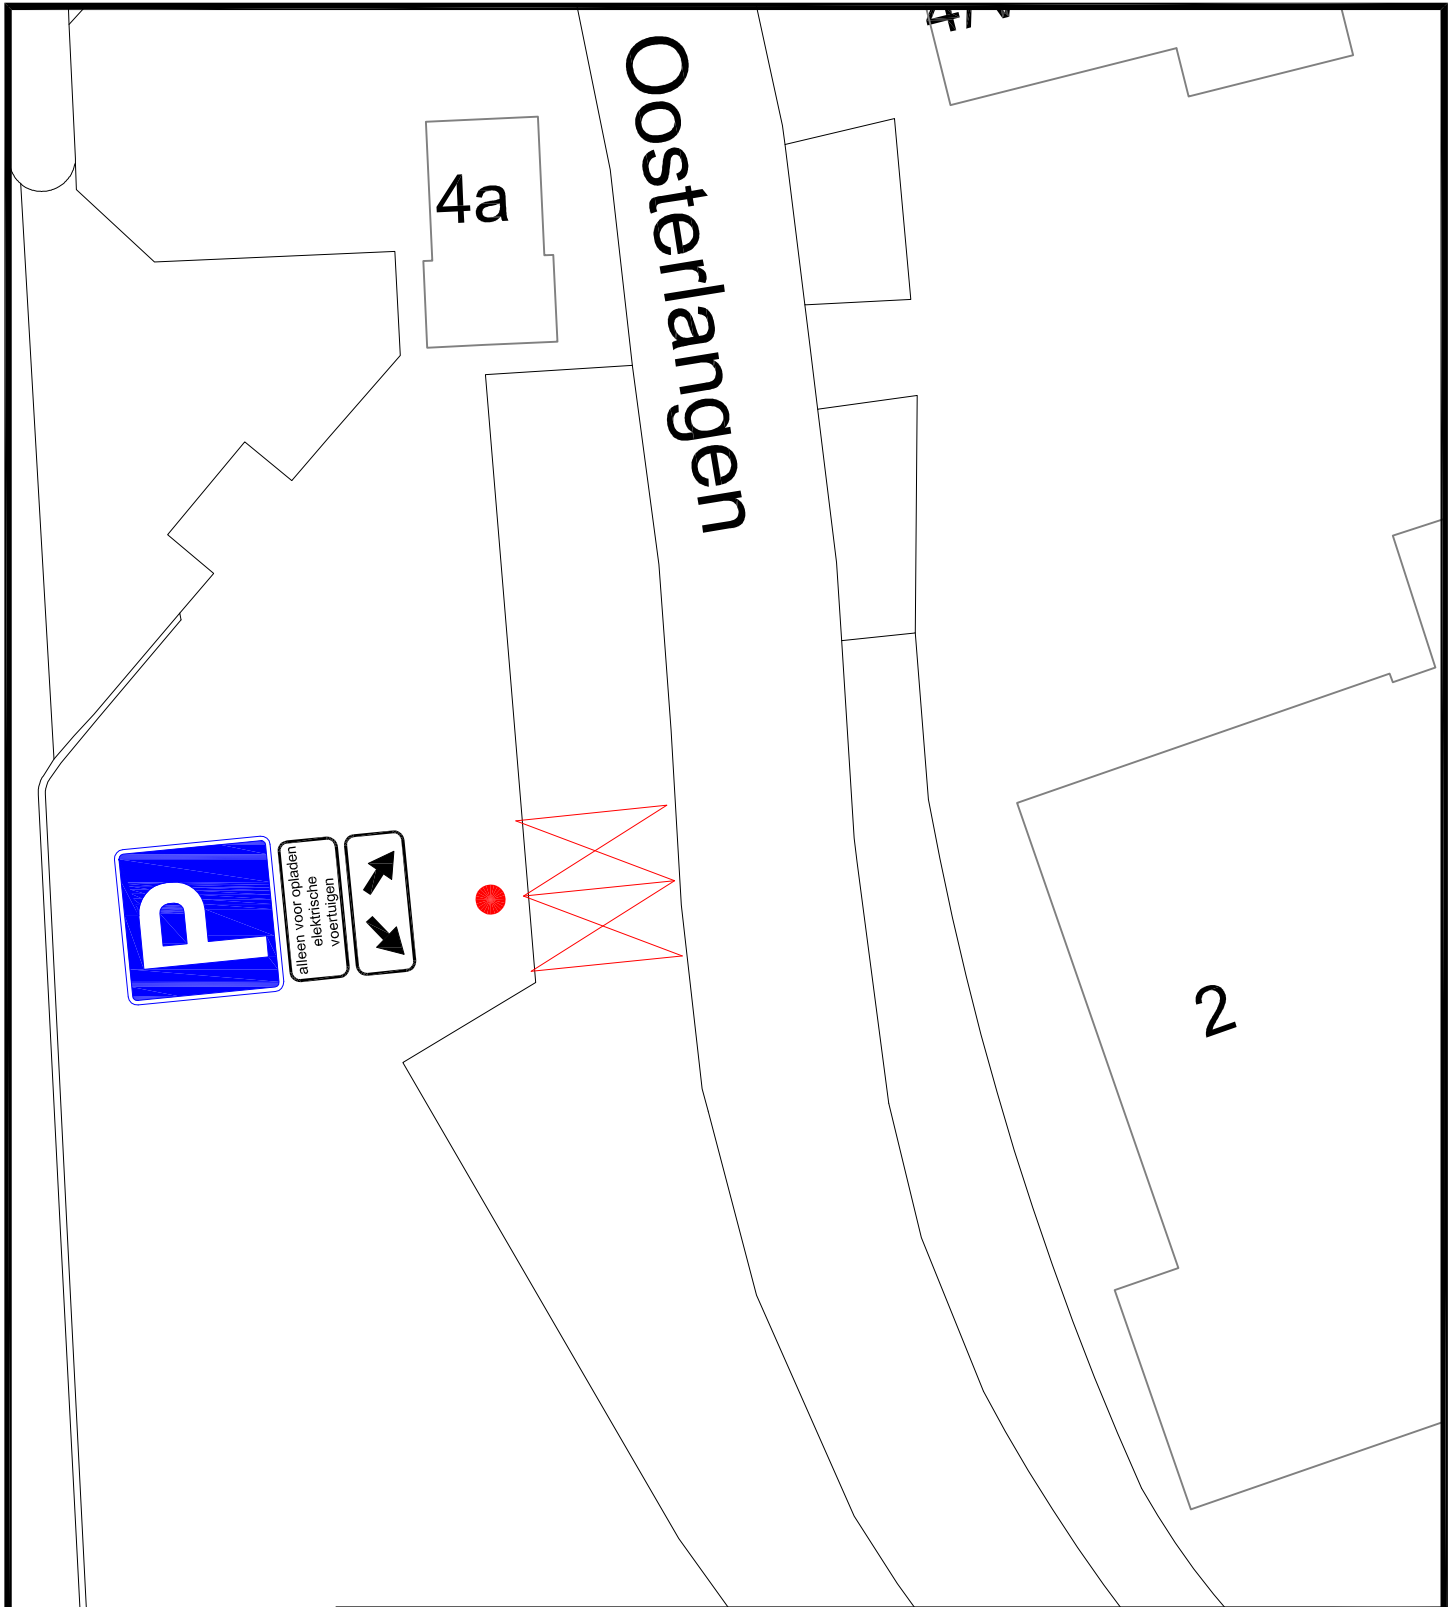 Oosterlangen
4a
P
alleen voor opladen
elektrische
voertuigen
2